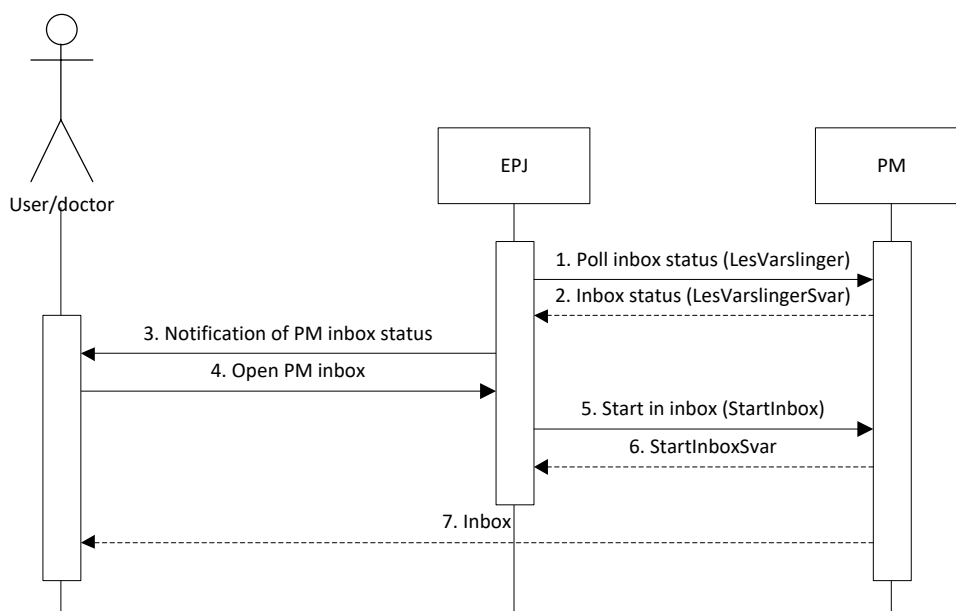 EPJ
PM
User/doctor
1. Poll inbox status (LesVarslinger)
2. Inbox status (LesVarslingerSvar)
3. Notification of PM inbox status
4. Open PM inbox
5. Start in inbox (StartInbox)
6. StartInboxSvar
7. Inbox